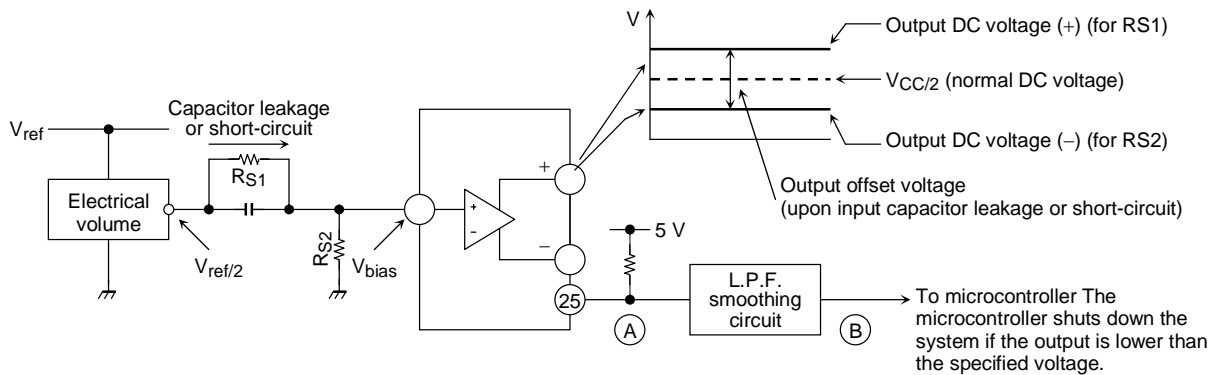 V
Output DC voltage (+) (for RS1)
VCC/2 (normal DC voltage)
Output DC voltage (−) (for RS2)
Output offset voltage
(upon input capacitor leakage or short-circuit)
Capacitor leakage
or short-circuit
Vref
RS1
Electrical
volume
Vref/2
RS2
Vbias
+
-
+
−
25
5 V
A
L.P.F.
smoothing
circuit
B
To microcontroller The
microcontroller shuts down the
system if the output is lower than
the specified voltage.